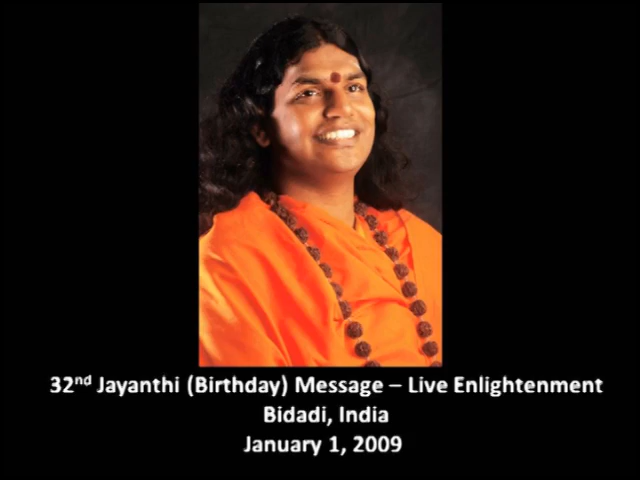 32nd Jayanthi (Birthday) Message – Live Enlightenment
Bidadi, India
January 1, 2009